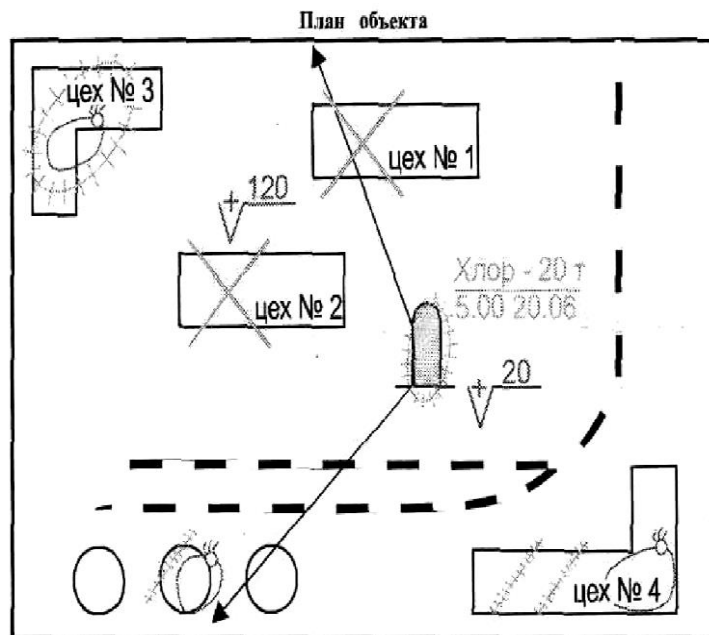 План объекта
цех № 3
цех № 1
+ 120
цех № 2
Хлор - 20 т
5.00 20.06
+ 20
цех № 4